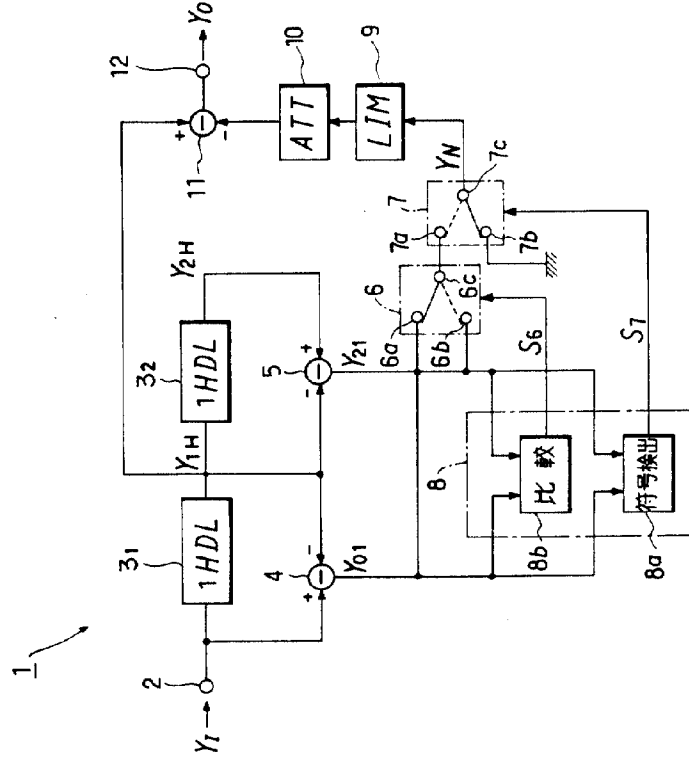 1
Y_I
2
3₁
1HDL
Y_1H
3₂
1HDL
Y_2H
+
-
11
12
Y_O
10
ATT
9
LIM
Y_N
+
-
4
Y_01
-
-
+
5
-
Y_21
6
6a
6b
6c
7
7a
7b
7c
S_6
S_7
8
比較
8b
符号検出
8a